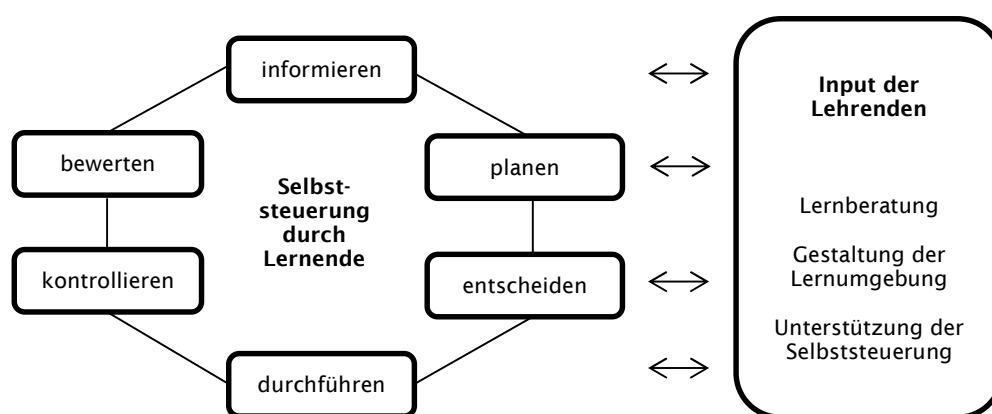 informieren
bewerten
planen
Selbst-
steuerung
durch
Lernende
kontrollieren
entscheiden
durchführen
Input der
Lehrenden
Lernberatung
Gestaltung der
Lernumgebung
Unterstützung der
Selbststeuerung